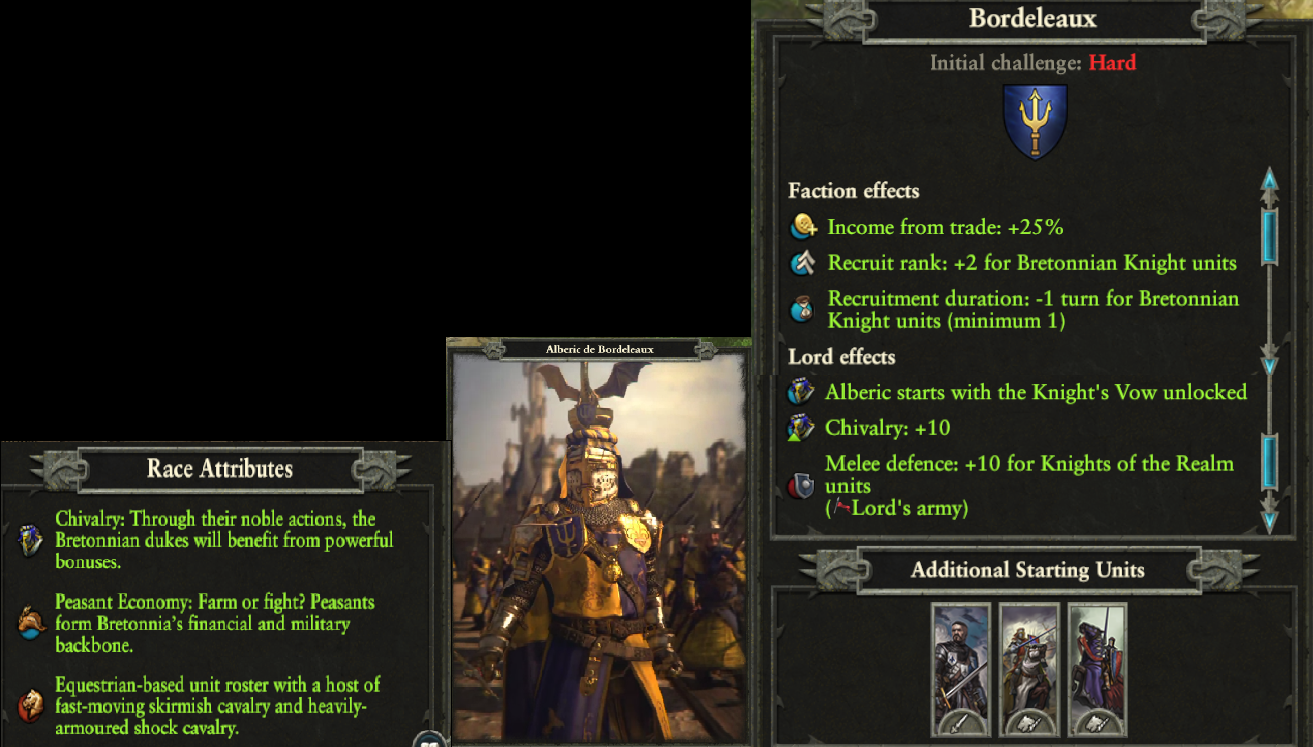 Bordeleaux
Initial challenge: Hard
Faction effects
Income from trade: +25%
Recruit rank: +2 for Bretonnian Knight units
Recruitment duration: -1 turn for Bretonnian
Knight units (minimum 1)
Lord effects
Alberic starts with the Knight's Vow unlocked
Chivalry: +10
Melee defence: +10 for Knights of the Realm
units
(Lord's army)
Additional Starting Units
Alberic de Bordeleaux
Race Attributes
Chivalry: Through their noble actions, the
Bretonnian dukes will benefit from powerful
bonuses.
Peasant Economy: Farm or fight? Peasants
form Bretonnia's financial and military
backbone.
Equestrian-based unit roster with a host of
fast-moving skirmish cavalry and heavily-
armoured shock cavalry.